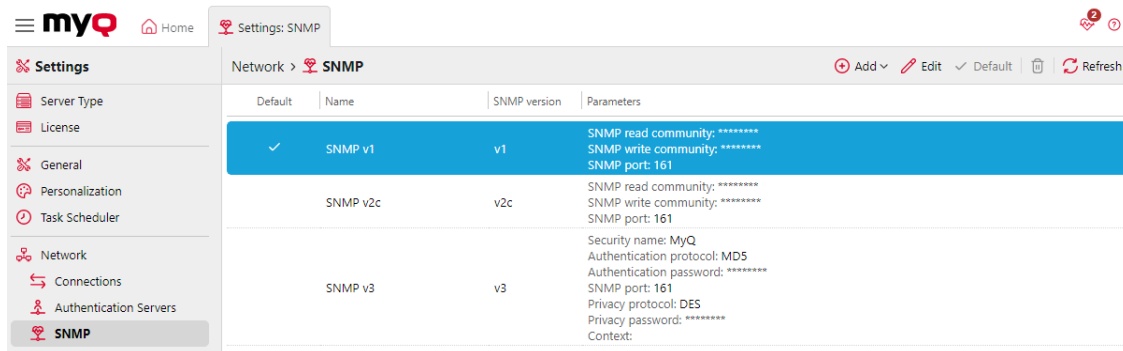 myQ Home Settings: SNMP 2
Settings
Network > SNMP Add Edit Default Refresh
Server Type
License
General
Personalization
Task Scheduler
Network
Connections
Authentication Servers
SNMP
Default Name SNMP version Parameters
SNMP v1 v1
SNMP read community: ********
SNMP write community: ********
SNMP port: 161
SNMP v2c v2c
SNMP read community: ********
SNMP write community: ********
SNMP port: 161
SNMP v3 v3
Security name: MyQ
Authentication protocol: MD5
Authentication password: ********
SNMP port: 161
Privacy protocol: DES
Privacy password: ********
Context: